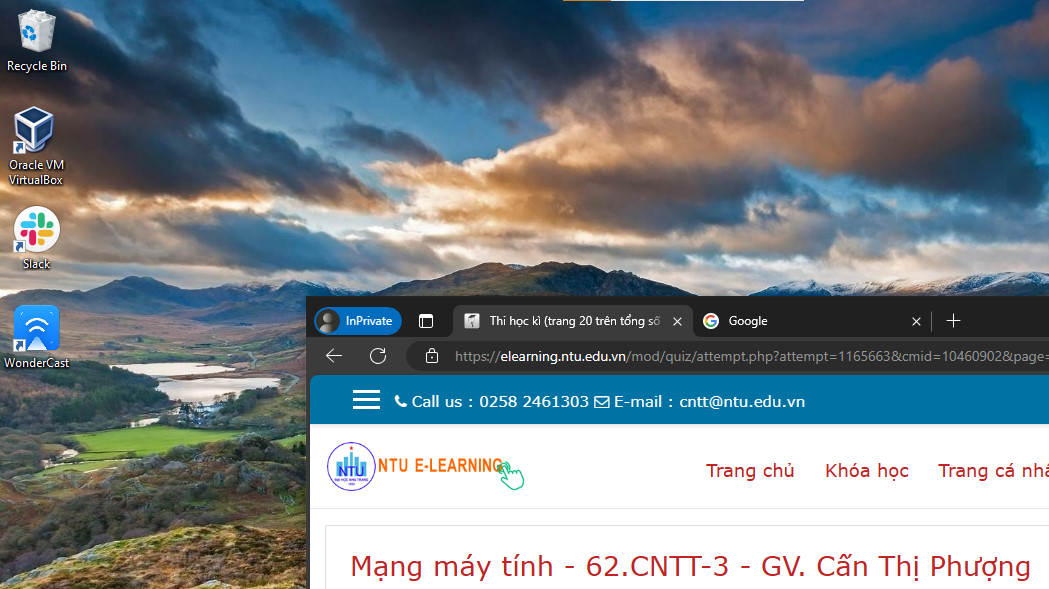 Recycle Bin
Oracle VM
VirtualBox
Slack
WonderCast
InPrivate
Thi học kì (trang 20 trên tổng số
Google
https://elearning.ntu.edu.vn/mod/quiz/attempt.php?attempt=1165663&cmid=10460902&page=
Call us : 0258 2461303 E-mail : cntt@ntu.edu.vn
NTU
NTU E-LEARNING
Trang chủ Khóa học Trang cá nhâ
Mạng máy tính - 62.CNTT-3 - GV. Cấn Thị Phượng